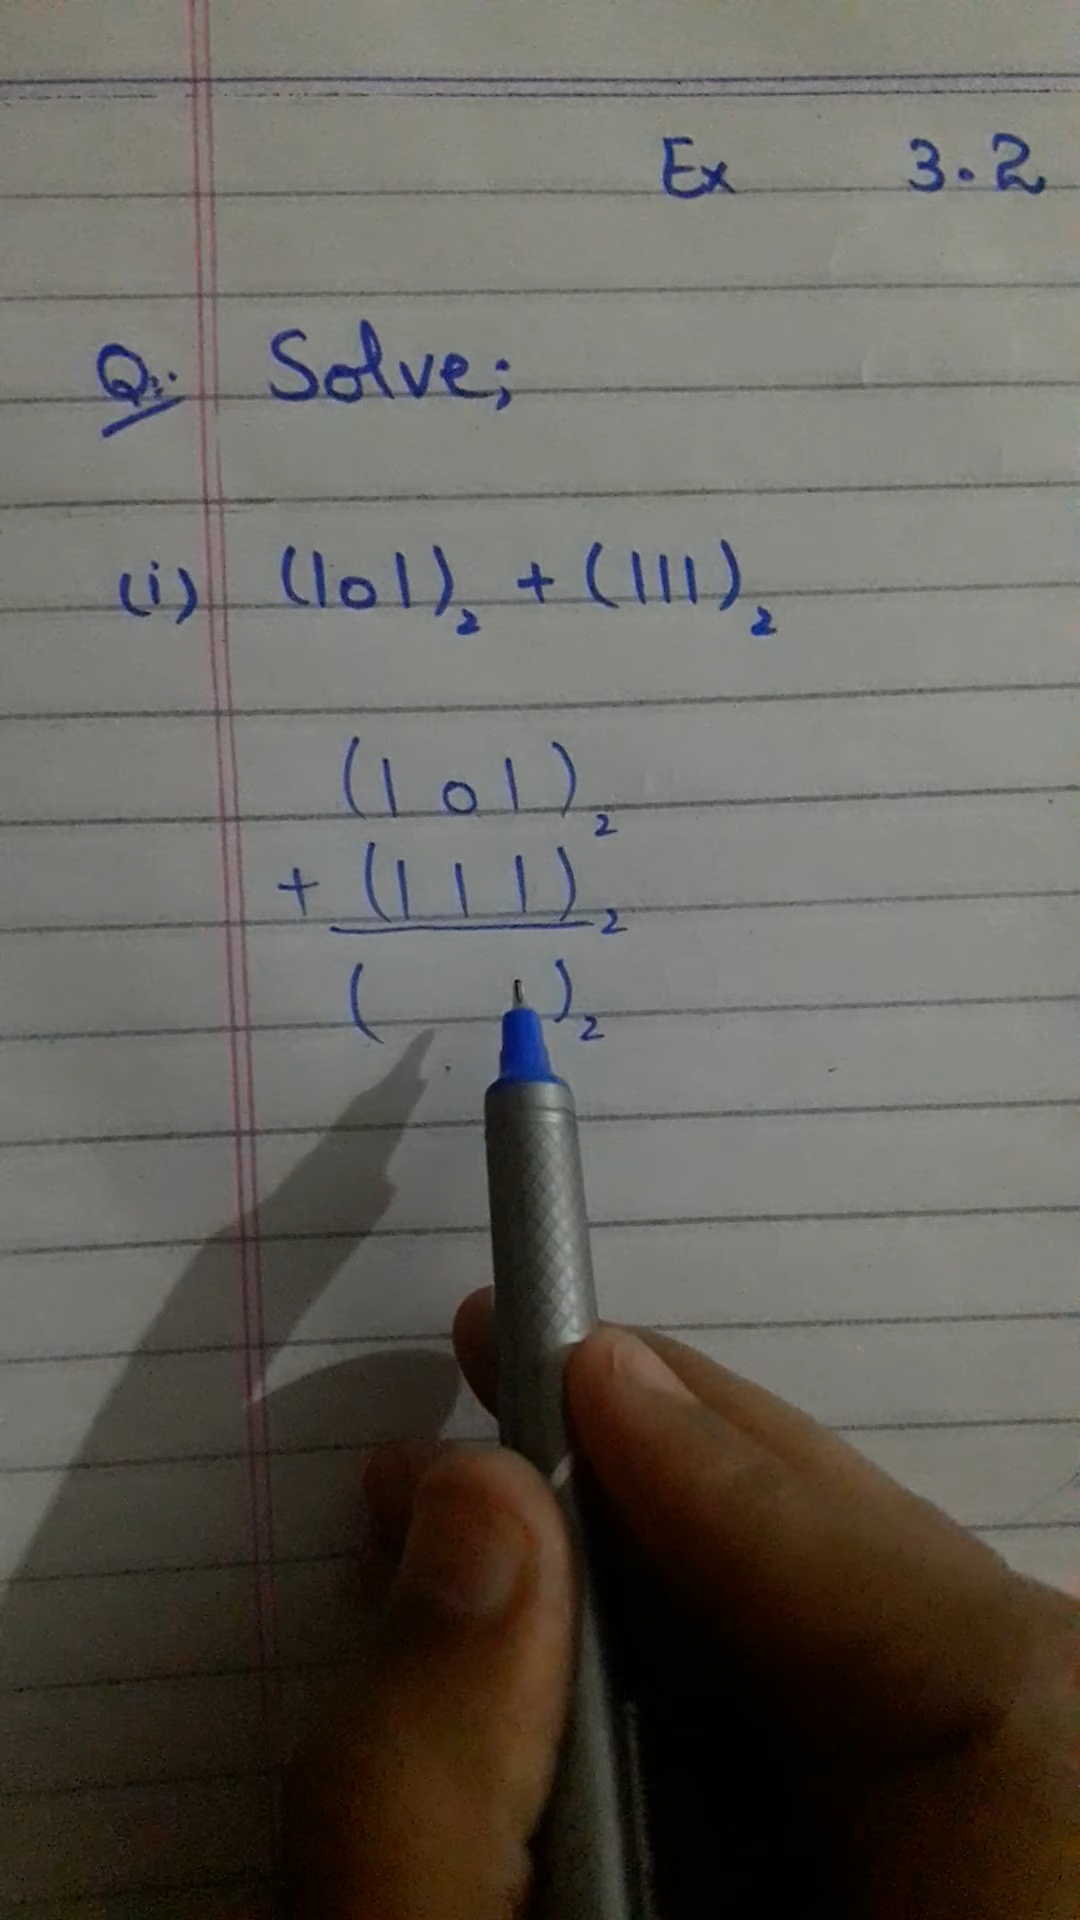 Ex 3.2
Q:. Solve;
(i) (101)₂ + (111)₂
(101)₂
+ (111)₂
( )₂